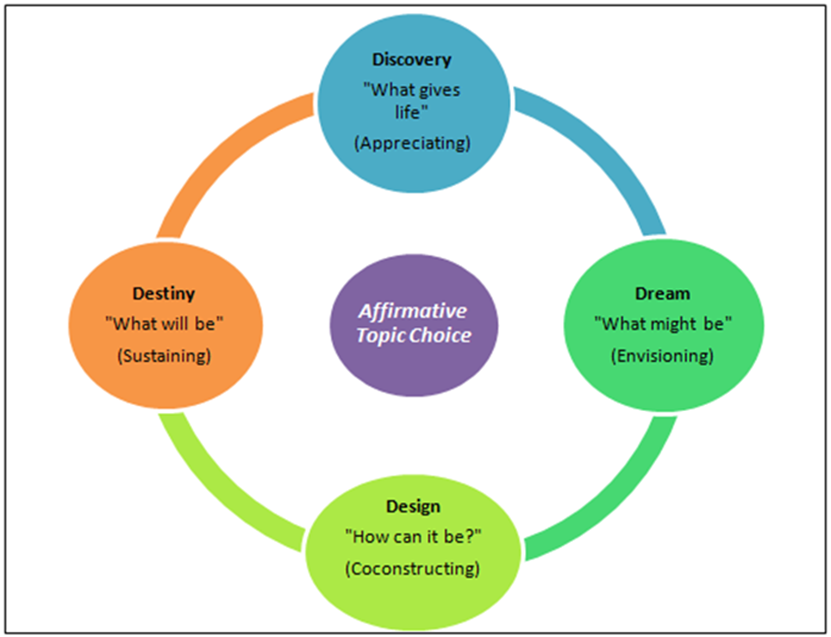 Discovery
"What gives
life"
(Appreciating)
Destiny
"What will be"
(Sustaining)
Affirmative
Topic Choice
Dream
"What might be"
(Envisioning)
Design
"How can it be?"
(Coconstructing)